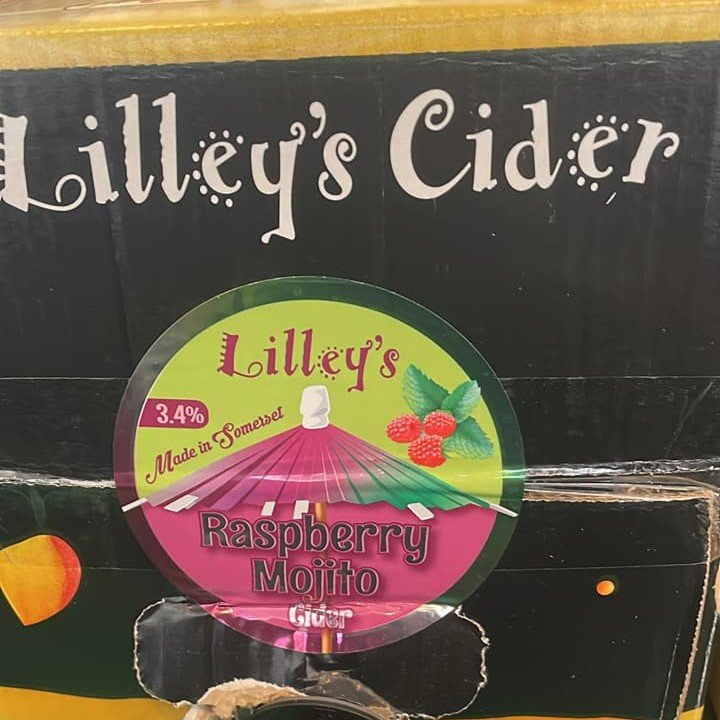 Lilley's Cider
Lilley's
3.4%
Made in Somerset
Raspberry
Mojito
Cider